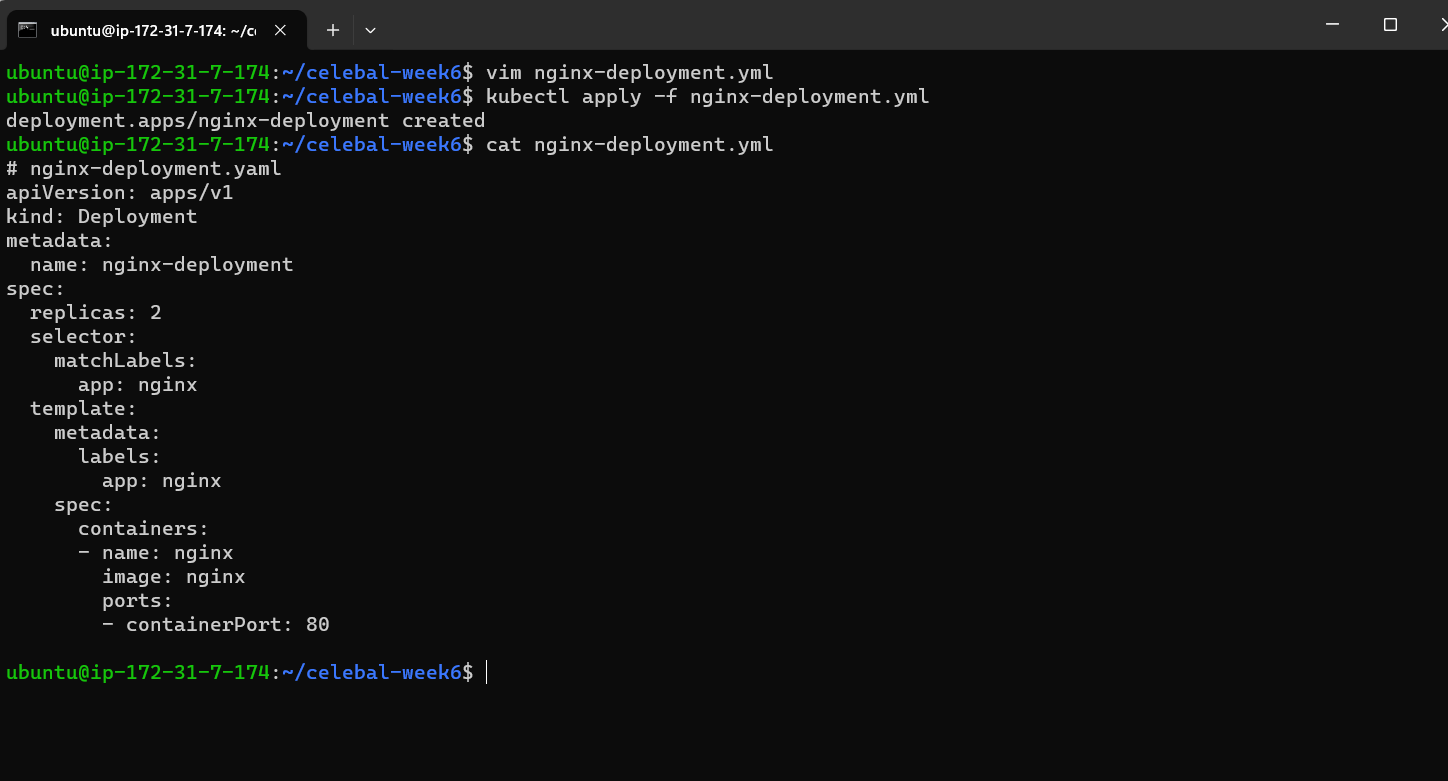 ubuntu@ip-172-31-7-174: ~/c
ubuntu@ip-172-31-7-174:~/celebal-week6$ vim nginx-deployment.yml
ubuntu@ip-172-31-7-174:~/celebal-week6$ kubectl apply -f nginx-deployment.yml
deployment.apps/nginx-deployment created
ubuntu@ip-172-31-7-174:~/celebal-week6$ cat nginx-deployment.yml
# nginx-deployment.yaml
apiVersion: apps/v1
kind: Deployment
metadata:
  name: nginx-deployment
spec:
  replicas: 2
  selector:
    matchLabels:
      app: nginx
  template:
    metadata:
      labels:
        app: nginx
    spec:
      containers:
      - name: nginx
        image: nginx
        ports:
        - containerPort: 80
ubuntu@ip-172-31-7-174:~/celebal-week6$